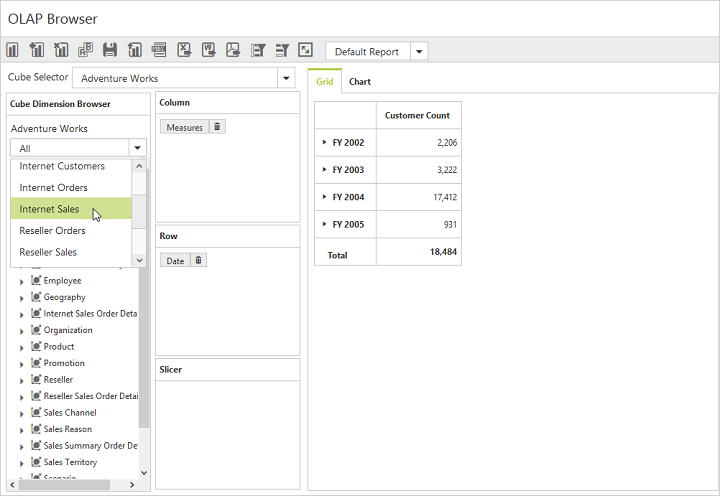 OLAP Browser
Default Report
Cube Selector
Adventure Works
Cube Dimension Browser
Adventure Works
All
Internet Customers
Internet Orders
Internet Sales
Reseller Orders
Reseller Sales
Employee
Geography
Internet Sales Order Detai
Organization
Product
Promotion
Reseller
Reseller Sales Order Detai
Sales Channel
Sales Reason
Sales Summary Order Det
Sales Territory
Scenario
Column
Measures
Row
Date
Slicer
Grid Chart
Customer Count
FY 2002 2,206
FY 2003 3,222
FY 2004 17,412
FY 2005 931
Total 18,484